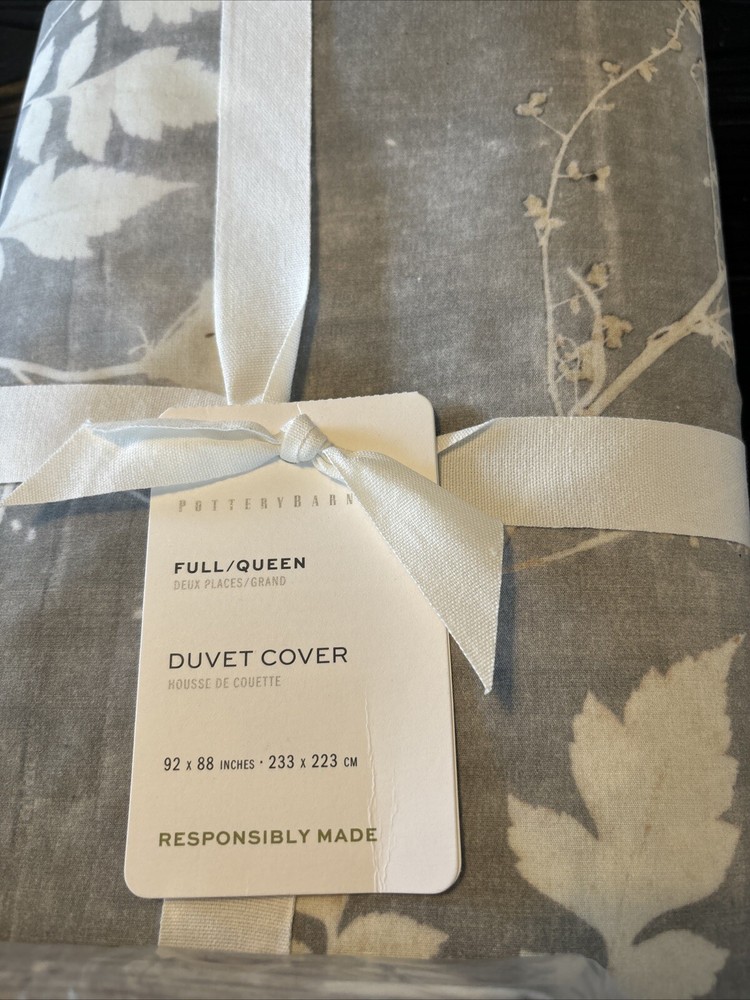 POTTERYBARN
FULL/QUEEN
DEUX PLACES/GRAND
DUVET COVER
HOUSSE DE COUETTE
92 x 88 INCHES · 233 x 223 CM
RESPONSIBLY MADE